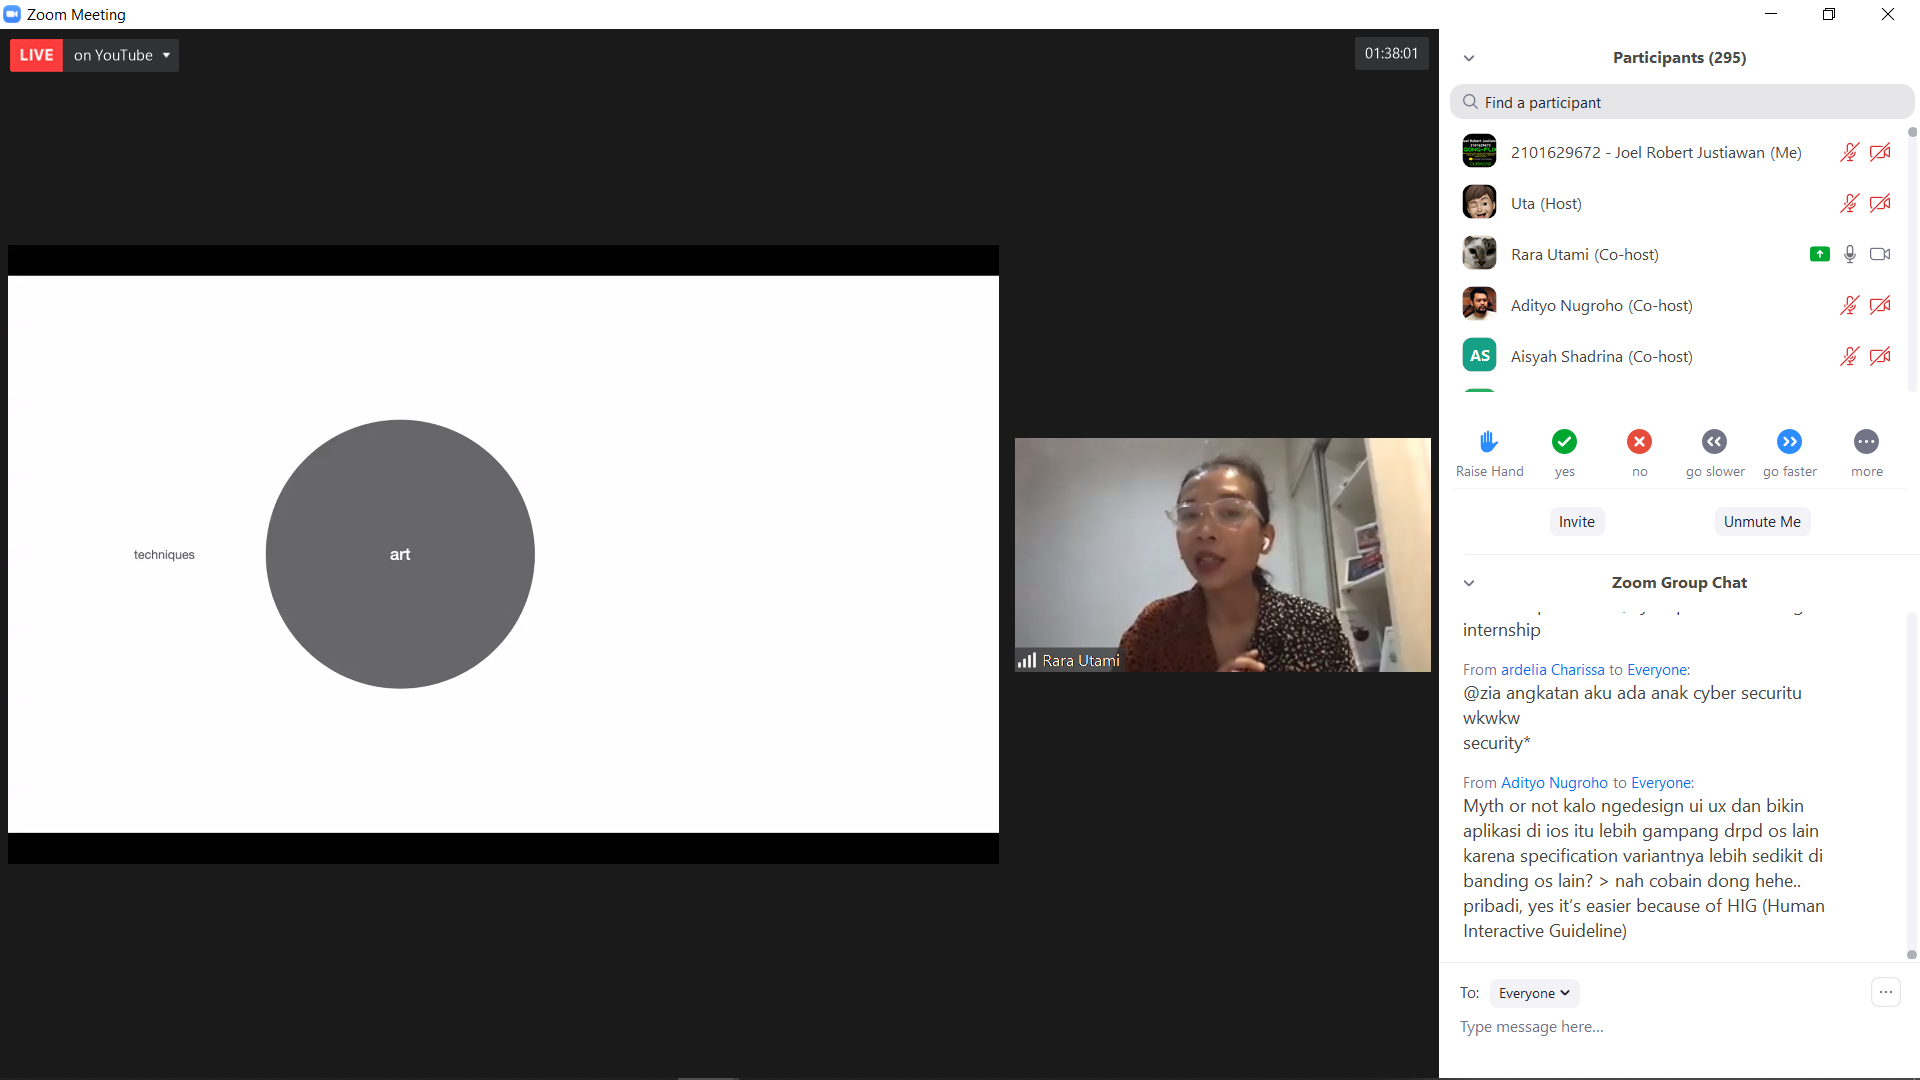 Zoom Meeting
LIVE on YouTube
01:38:01
techniques
art
Rara Utami
Participants (295)
Find a participant
2101629672 - Joel Robert Justiawan (Me)
Uta (Host)
Rara Utami (Co-host)
Adityo Nugroho (Co-host)
AS
Aisyah Shadrina (Co-host)
Raise Hand
yes
no
go slower
go faster
more
Invite
Unmute Me
Zoom Group Chat
internship
From ardelia Charissa to Everyone:
@zia angkatan aku ada anak cyber securitu
wkwkw
security*
From Adityo Nugroho to Everyone:
Myth or not kalo ngedesign ui ux dan bikin
aplikasi di ios itu lebih gampang drpd os lain
karena specification variantnya lebih sedikit di
banding os lain? > nah cobain dong hehe..
pribadi, yes it's easier because of HIG (Human
Interactive Guideline)
To: Everyone
Type message here...